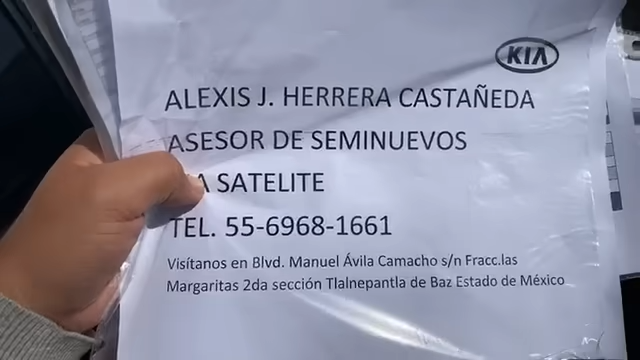 KIA
ALEXIS J. HERRERA CASTAÑEDA
ASESOR DE SEMINUEVOS
A SATELITE
TEL. 55-6968-1661
Visítanos en Blvd. Manuel Ávila Camacho s/n Fracc.las
Margaritas 2da sección Tlalnepantla de Baz Estado de México